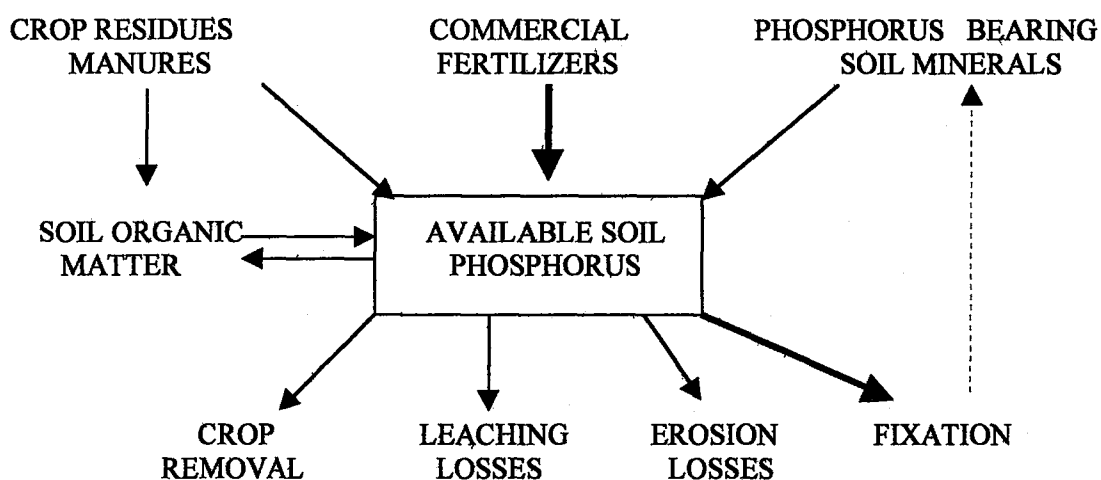 CROP RESIDUES
MANURES
COMMERCIAL
FERTILIZERS
PHOSPHORUS BEARING
SOIL MINERALS
SOIL ORGANIC
MATTER
AVAILABLE SOIL
PHOSPHORUS
CROP
REMOVAL
LEACHING
LOSSES
EROSION
LOSSES
FIXATION